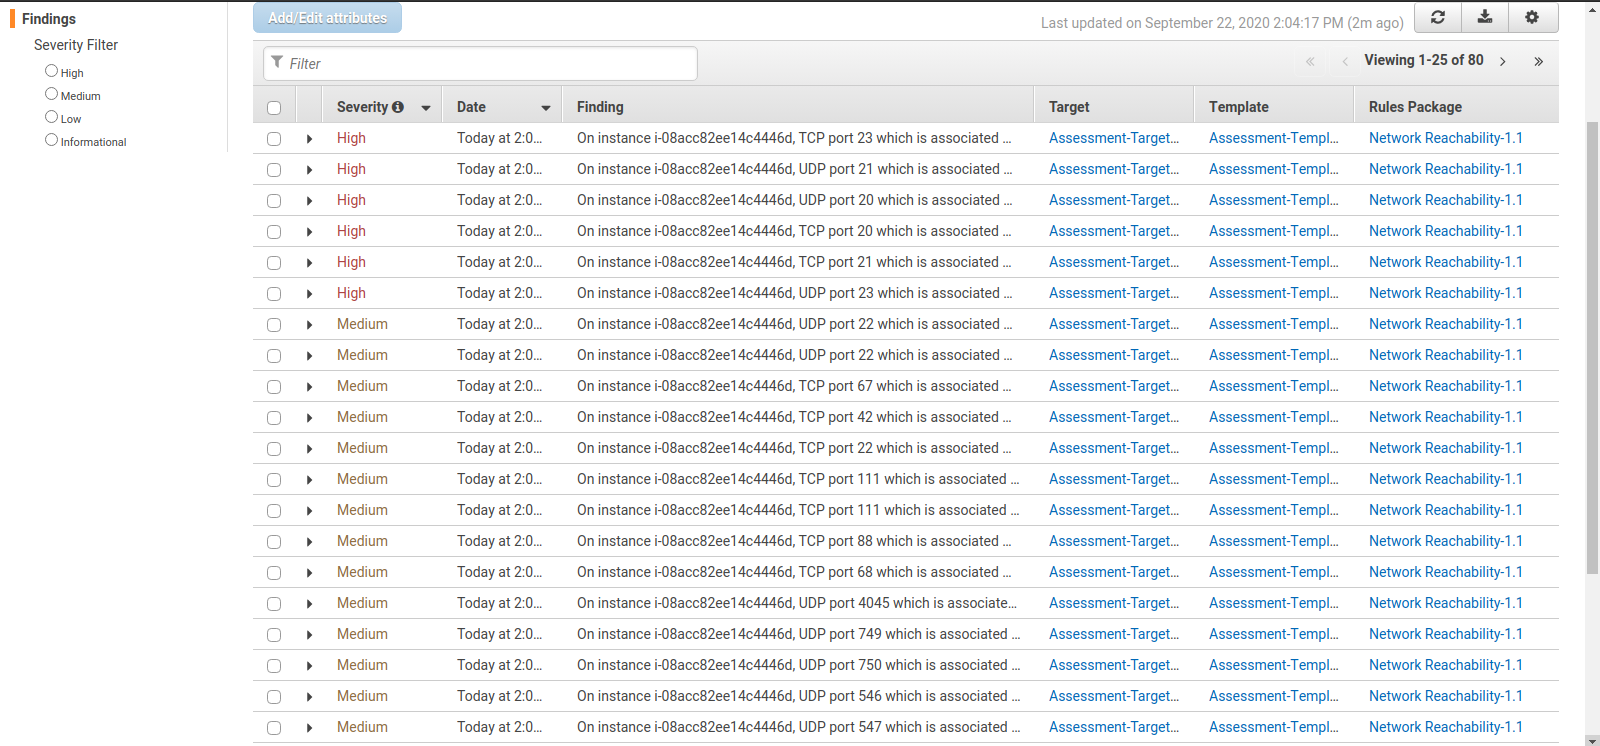 Findings
Severity Filter
High
Medium
Low
Informational
Add/Edit attributes
Last updated on September 22, 2020 2:04:17 PM (2m ago)
Filter
« ‹ Viewing 1-25 of 80 › »
Severity Date Finding Target Template Rules Package
High Today at 2:0... On instance i-08acc82ee14c4446d, TCP port 23 which is associated ... Assessment-Target... Assessment-Templ... Network Reachability-1.1
High Today at 2:0... On instance i-08acc82ee14c4446d, UDP port 21 which is associated ... Assessment-Target... Assessment-Templ... Network Reachability-1.1
High Today at 2:0... On instance i-08acc82ee14c4446d, UDP port 20 which is associated ... Assessment-Target... Assessment-Templ... Network Reachability-1.1
High Today at 2:0... On instance i-08acc82ee14c4446d, TCP port 20 which is associated ... Assessment-Target... Assessment-Templ... Network Reachability-1.1
High Today at 2:0... On instance i-08acc82ee14c4446d, TCP port 21 which is associated ... Assessment-Target... Assessment-Templ... Network Reachability-1.1
High Today at 2:0... On instance i-08acc82ee14c4446d, UDP port 23 which is associated ... Assessment-Target... Assessment-Templ... Network Reachability-1.1
Medium Today at 2:0... On instance i-08acc82ee14c4446d, UDP port 22 which is associated ... Assessment-Target... Assessment-Templ... Network Reachability-1.1
Medium Today at 2:0... On instance i-08acc82ee14c4446d, UDP port 22 which is associated ... Assessment-Target... Assessment-Templ... Network Reachability-1.1
Medium Today at 2:0... On instance i-08acc82ee14c4446d, TCP port 67 which is associated ... Assessment-Target... Assessment-Templ... Network Reachability-1.1
Medium Today at 2:0... On instance i-08acc82ee14c4446d, TCP port 42 which is associated ... Assessment-Target... Assessment-Templ... Network Reachability-1.1
Medium Today at 2:0... On instance i-08acc82ee14c4446d, TCP port 22 which is associated ... Assessment-Target... Assessment-Templ... Network Reachability-1.1
Medium Today at 2:0... On instance i-08acc82ee14c4446d, TCP port 111 which is associated ... Assessment-Target... Assessment-Templ... Network Reachability-1.1
Medium Today at 2:0... On instance i-08acc82ee14c4446d, TCP port 111 which is associated ... Assessment-Target... Assessment-Templ... Network Reachability-1.1
Medium Today at 2:0... On instance i-08acc82ee14c4446d, TCP port 88 which is associated ... Assessment-Target... Assessment-Templ... Network Reachability-1.1
Medium Today at 2:0... On instance i-08acc82ee14c4446d, TCP port 68 which is associated ... Assessment-Target... Assessment-Templ... Network Reachability-1.1
Medium Today at 2:0... On instance i-08acc82ee14c4446d, UDP port 4045 which is associate... Assessment-Target... Assessment-Templ... Network Reachability-1.1
Medium Today at 2:0... On instance i-08acc82ee14c4446d, UDP port 749 which is associated ... Assessment-Target... Assessment-Templ... Network Reachability-1.1
Medium Today at 2:0... On instance i-08acc82ee14c4446d, UDP port 750 which is associated ... Assessment-Target... Assessment-Templ... Network Reachability-1.1
Medium Today at 2:0... On instance i-08acc82ee14c4446d, UDP port 546 which is associated ... Assessment-Target... Assessment-Templ... Network Reachability-1.1
Medium Today at 2:0... On instance i-08acc82ee14c4446d, UDP port 547 which is associated ... Assessment-Target... Assessment-Templ... Network Reachability-1.1